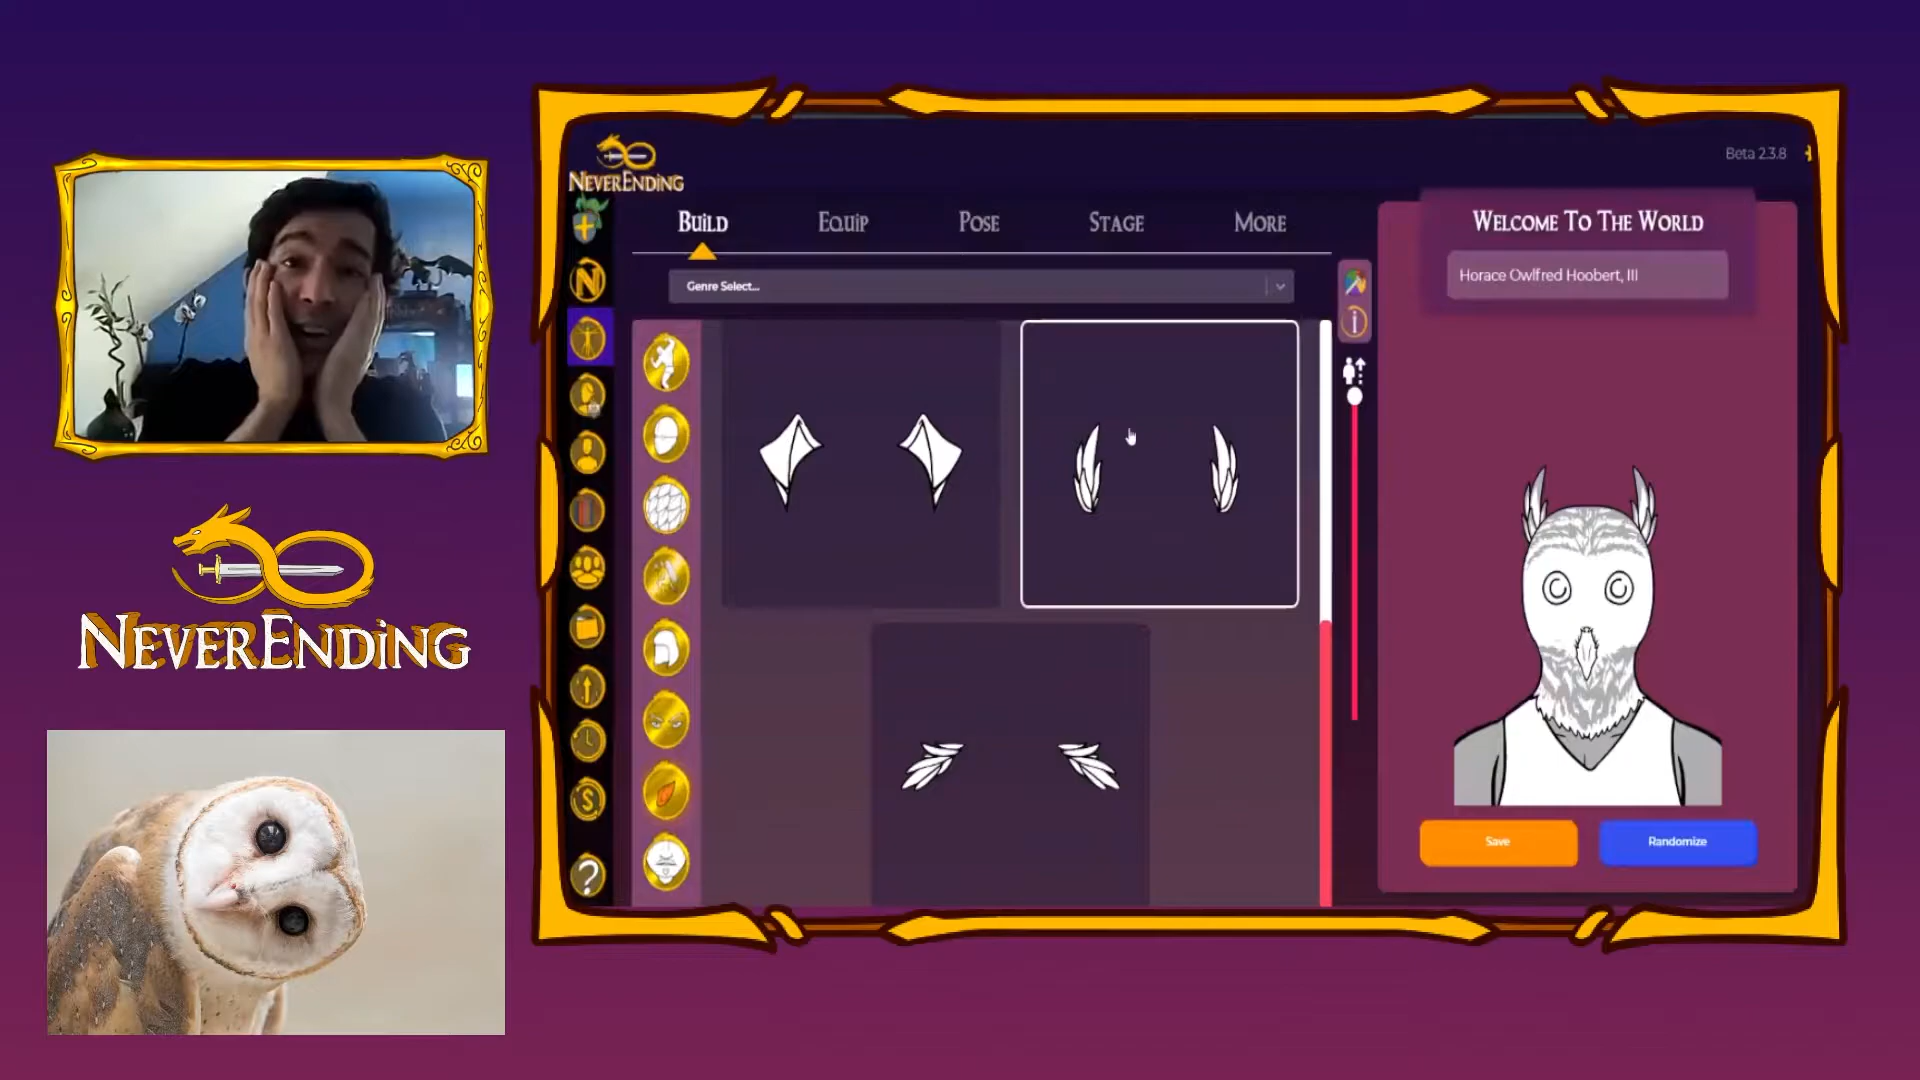 NEVERENDiNG
Beta 2.3.8
BUiLD
EQUiP
POSE
STAGE
MORE
Genre Select...
WELCOME TO THE WORLD
Horace Owlfred Hoobert, III
Save
Randomize
NEVERENDiNG